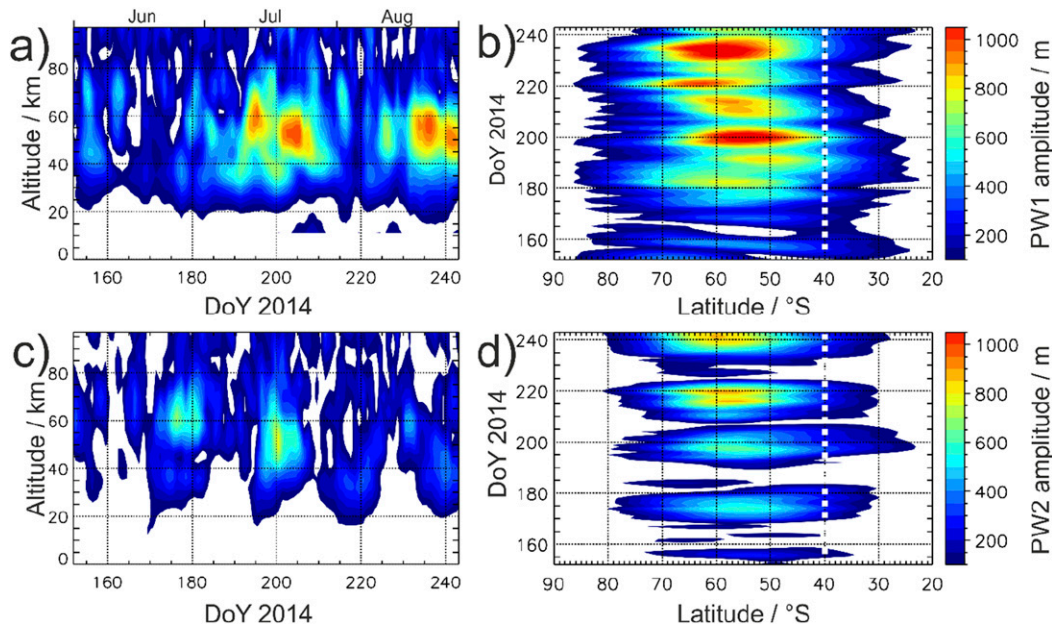 Jun Jul Aug
a)
Altitude / km
80
60
40
20
0
160 180 200 220 240
DoY 2014
b)
DoY 2014
240
220
200
180
160
90 80 70 60 50 40 30 20
Latitude / °S
1000
800
600
400
200
PW1 amplitude / m
c)
Altitude / km
80
60
40
20
0
160 180 200 220 240
DoY 2014
d)
DoY 2014
240
220
200
180
160
90 80 70 60 50 40 30 20
Latitude / °S
1000
800
600
400
200
PW2 amplitude / m